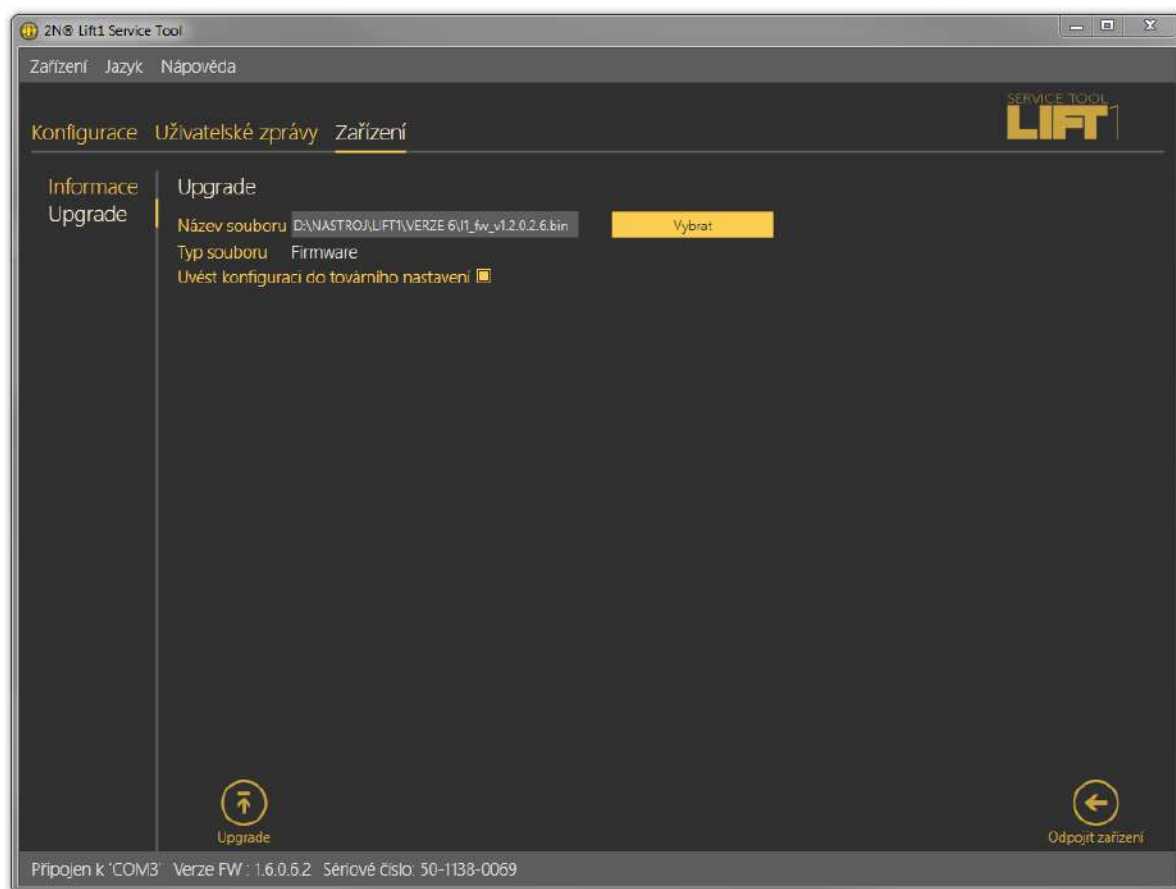 2N® Lift1 Service Tool
Zařízení Jazyk Nápověda
SERVICE TOOL
LIFT1
Konfigurace Uživatelské zprávy Zařízení
Informace
Upgrade
Upgrade
Název souboru D:\NASTROJ\LIFT1\VERZE 6\l1_fw_v1.2.0.2.6.bin Vybrat
Typ souboru Firmware
Uvést konfiguraci do továrního nastavení
Upgrade
Odpojit zařízení
Připojen k 'COM3' Verze FW : 1.6.0.6.2 Sériové číslo: 50-1138-0069